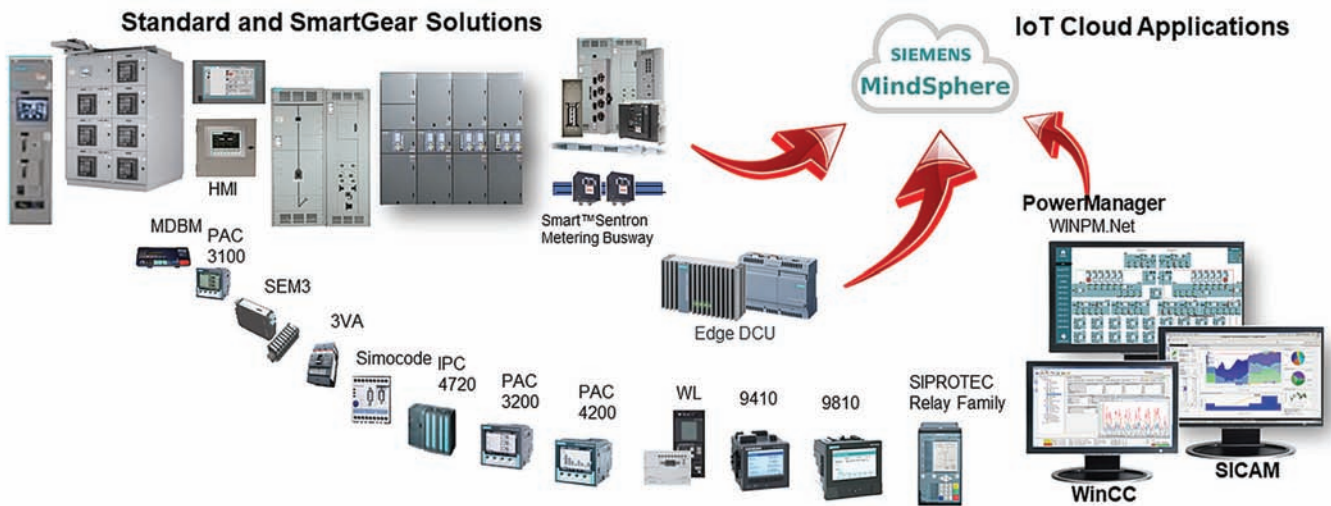 Standard and SmartGear Solutions
IoT Cloud Applications
SIEMENS
MindSphere
HMI
Smart™Sentron
Metering Busway
PowerManager
WINPM.Net
MDBM
PAC
3100
SEM3
3VA
Simocode
IPC
4720
PAC
3200
PAC
4200
Edge DCU
WL
9410
9810
SIPROTEC
Relay Family
WinCC
SICAM